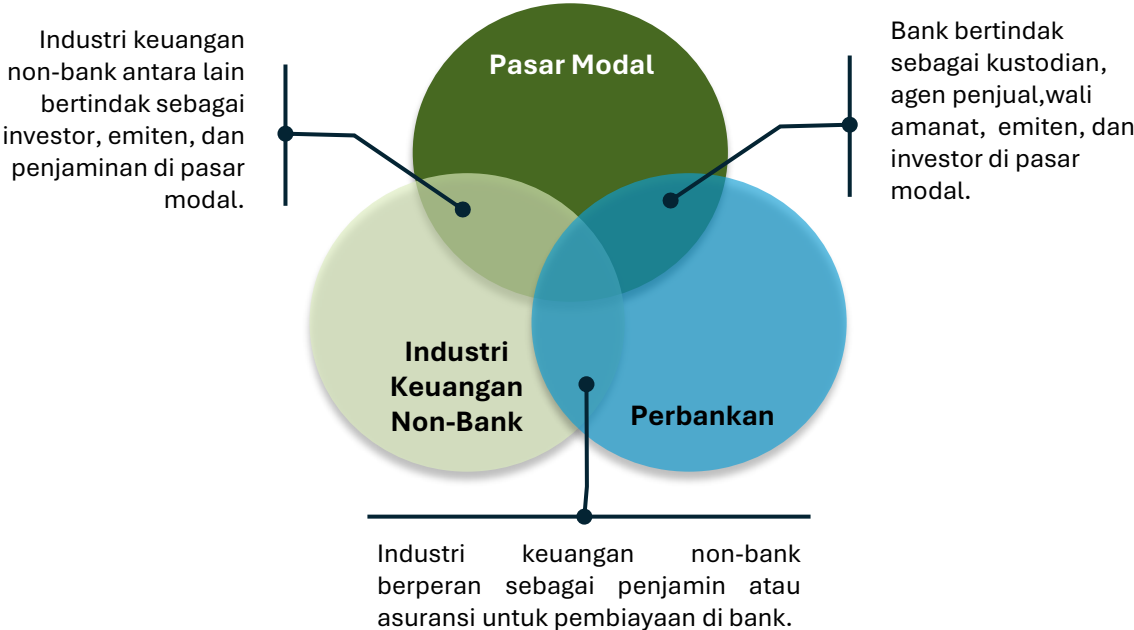 Industri keuangan
non-bank antara lain
bertindak sebagai
investor, emiten, dan
penjaminan di pasar
modal.
Pasar Modal
Bank bertindak
sebagai kustodian,
agen penjual,wali
amanat, emiten, dan
investor di pasar
modal.
Industri
Keuangan
Non-Bank
Perbankan
Industri keuangan non-bank
berperan sebagai penjamin atau
asuransi untuk pembiayaan di bank.